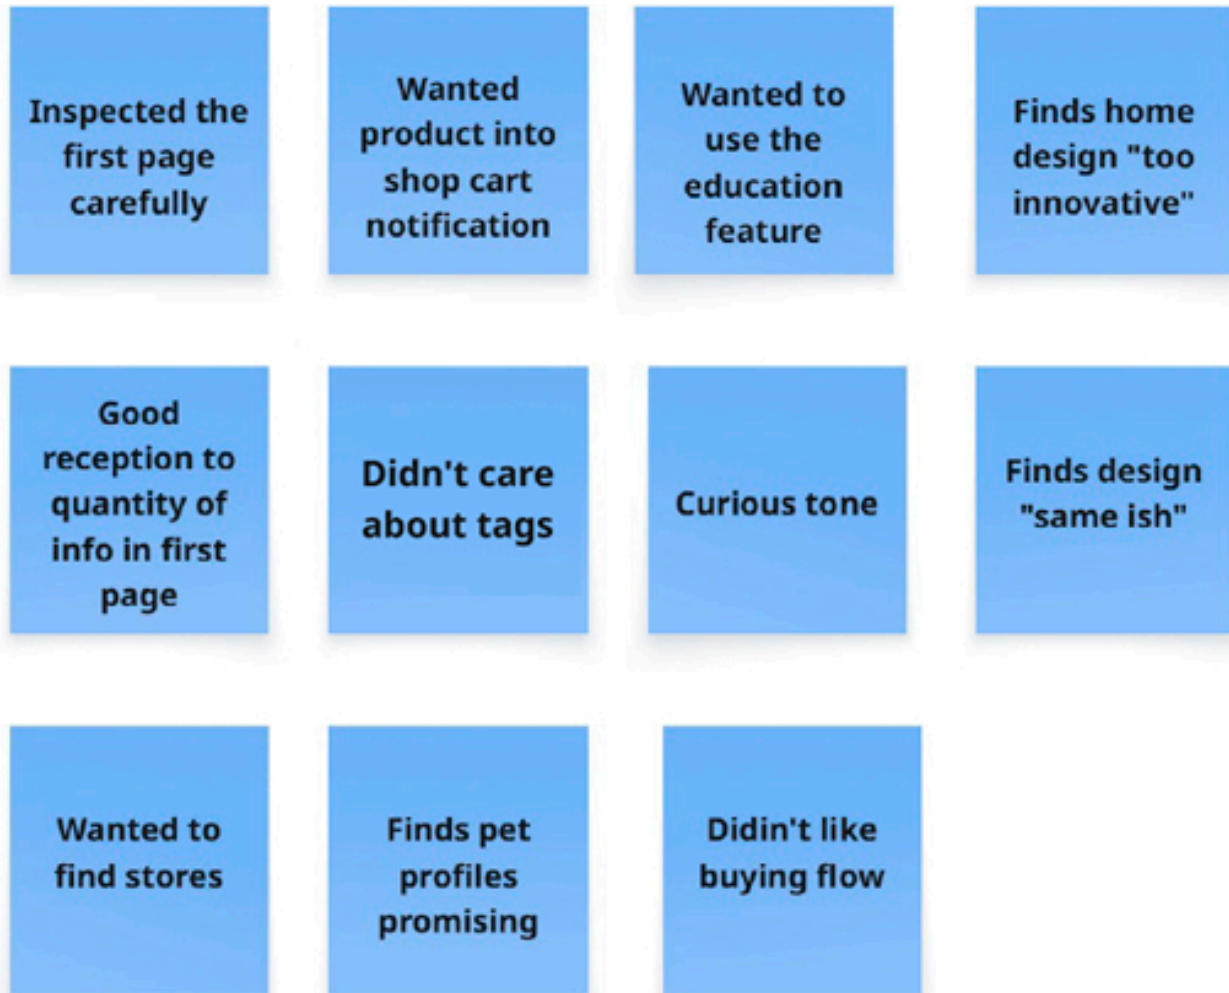 Inspected the
first page
carefully
Wanted
product into
shop cart
notification
Wanted to
use the
education
feature
Finds home
design "too
innovative"
Good
reception to
quantity of
info in first
page
Didn't care
about tags
Curious tone
Finds design
"same ish"
Wanted to
find stores
Finds pet
profiles
promising
Didin't like
buying flow